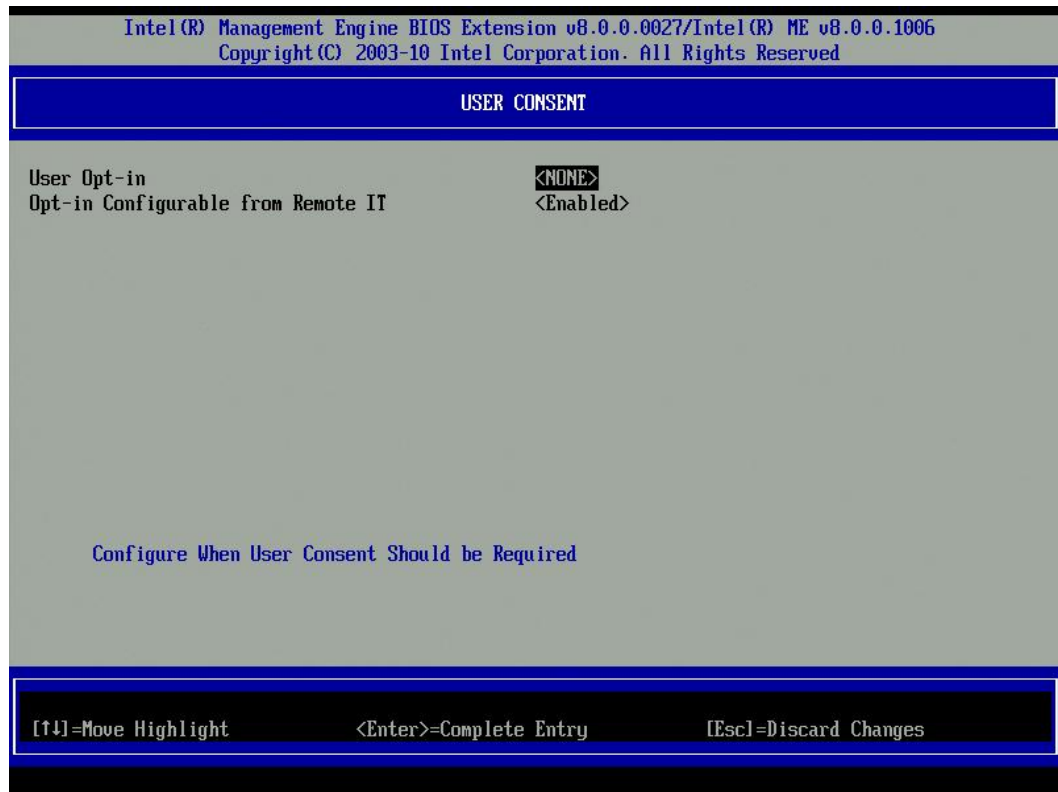 Intel(R) Management Engine BIOS Extension v8.0.0.0027/Intel(R) ME v8.0.0.1006
Copyright(C) 2003-10 Intel Corporation. All Rights Reserved
USER CONSENT
User Opt-in <NONE>
Opt-in Configurable from Remote IT <Enabled>
Configure When User Consent Should be Required
[↑↓]=Move Highlight <Enter>=Complete Entry [Esc]=Discard Changes